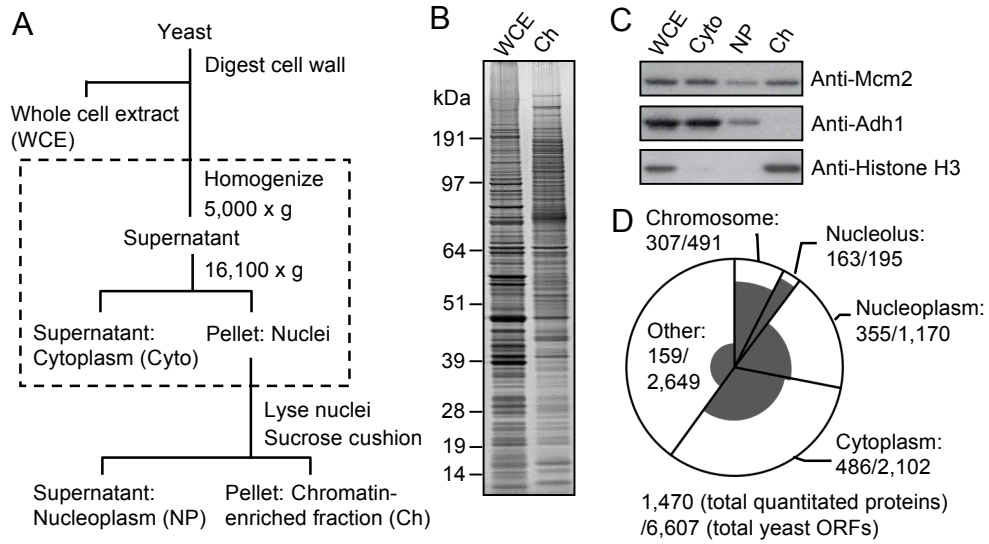 A
Yeast
Digest cell wall
Whole cell extract
(WCE)
Homogenize
5,000 x g
Supernatant
16,100 x g
Supernatant:
Cytoplasm (Cyto)
Pellet: Nuclei
Lyse nuclei
Sucrose cushion
Supernatant:
Nucleoplasm (NP)
Pellet: Chromatin-
enriched fraction (Ch)
B
WCE
Ch
kDa
191
97
64
51
39
28
19
14
C
WCE
Cyto
NP
Ch
Anti-Mcm2
Anti-Adh1
Anti-Histone H3
D
Chromosome:
307/491
Nucleolus:
163/195
Nucleoplasm:
355/1,170
Other:
159/
2,649
Cytoplasm:
486/2,102
1,470 (total quantitated proteins)
/6,607 (total yeast ORFs)